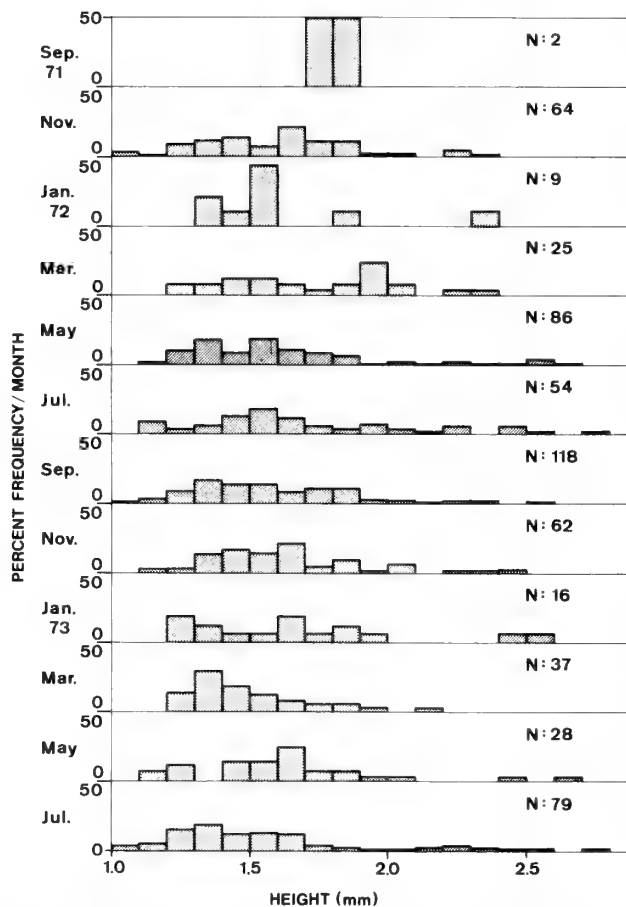 50
Sep.
71
0
N: 2
50
Nov.
0
N: 64
50
Jan.
72
0
N: 9
50
Mar.
0
N: 25
50
May
0
N: 86
50
Jul.
0
N: 54
50
Sep.
0
N: 118
50
Nov.
0
N: 62
50
Jan.
73
0
N: 16
50
Mar.
0
N: 37
50
May
0
N: 28
50
Jul.
0
N: 79
PERCENT FREQUENCY/MONTH
1.0 1.5 2.0 2.5
HEIGHT (mm)